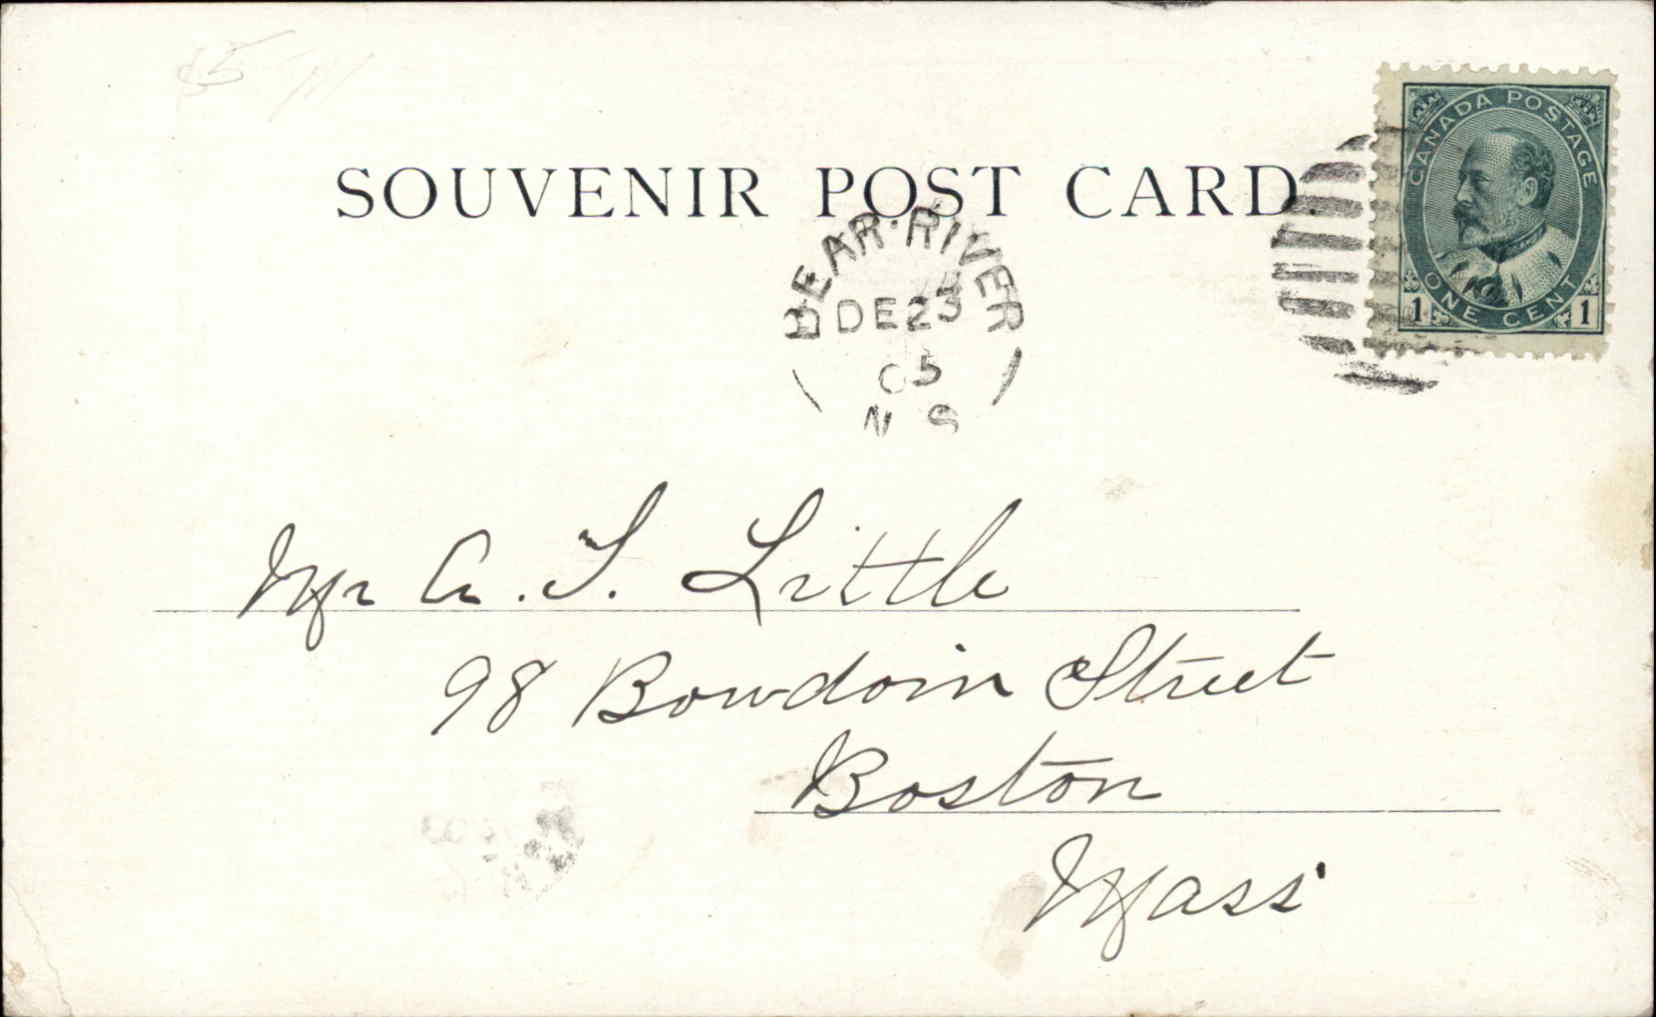 SOUVENIR POST CARD.
CANADA POSTAGE
ONE CENT
1 1
BEAR RIVER
DE 23
05
N S
Mr A. T. Little
98 Bowdoin Street
Boston
Mass